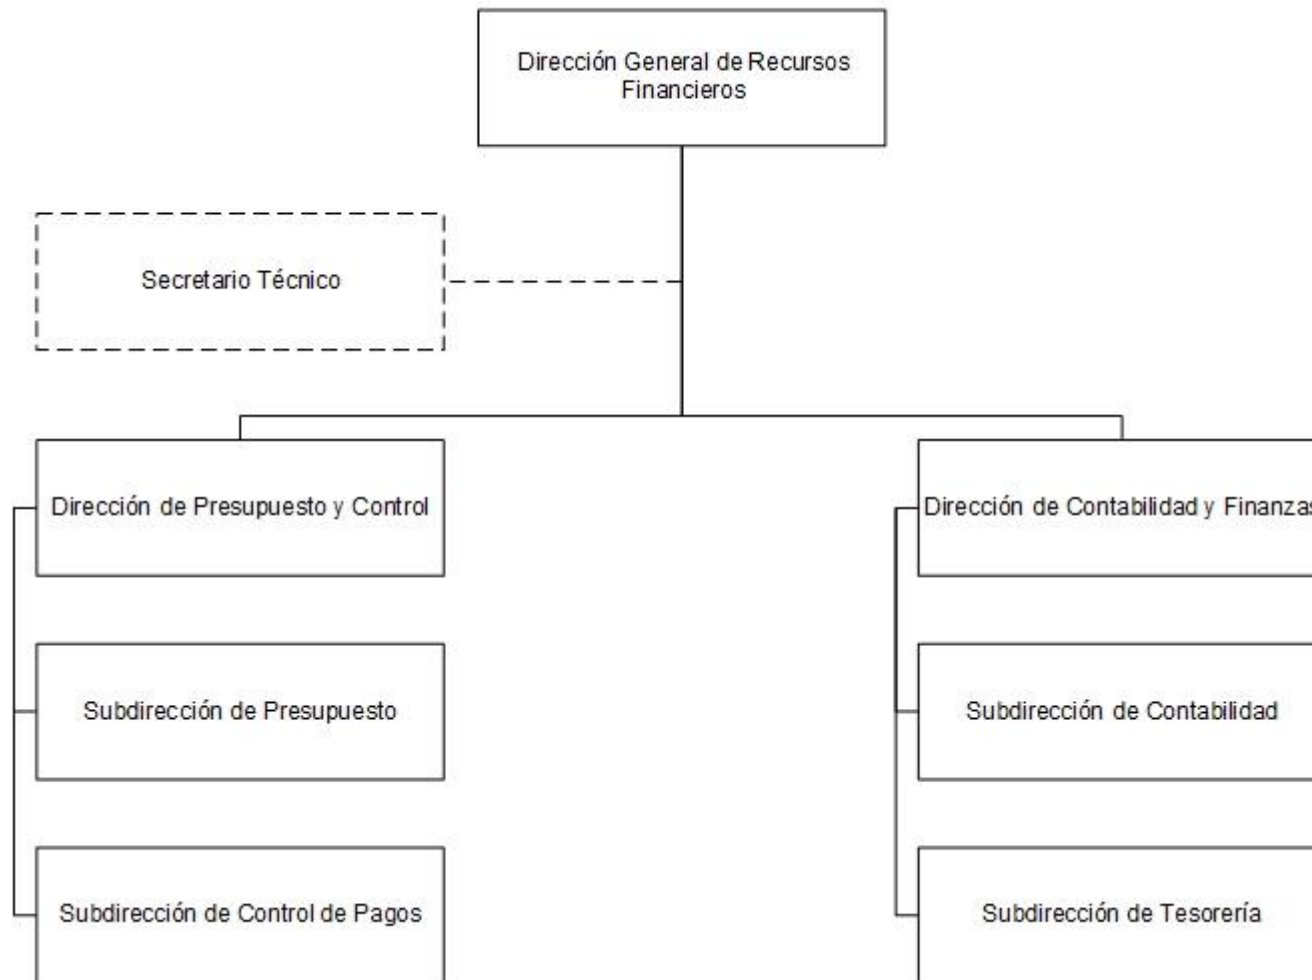 Dirección General de Recursos
Financieros
Secretario Técnico
Dirección de Presupuesto y Control
Dirección de Contabilidad y Finanzas
Subdirección de Presupuesto
Subdirección de Contabilidad
Subdirección de Control de Pagos
Subdirección de Tesorería